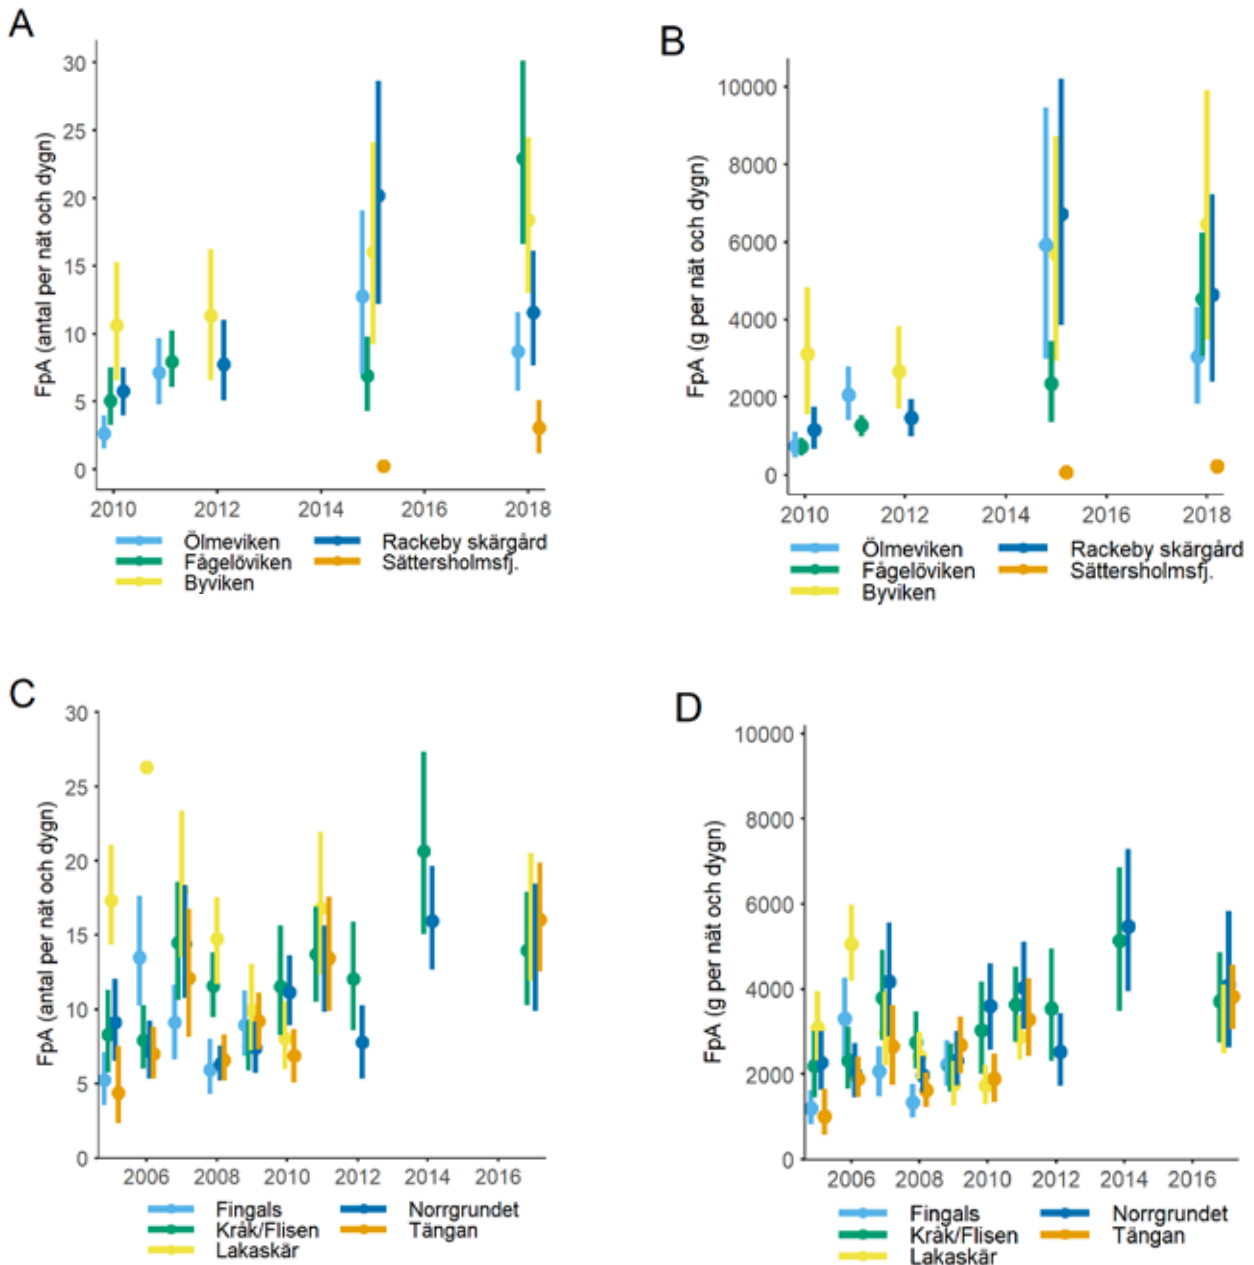 A
FpA (antal per nät och dygn)
30
25
20
15
10
5
0
2010 2012 2014 2016 2018
Ölmeviken Rackeby skärgård
Fågelöviken Sättersholmsfj.
Byviken
B
FpA (g per nät och dygn)
10000
8000
6000
4000
2000
0
2010 2012 2014 2016 2018
Ölmeviken Rackeby skärgård
Fågelöviken Sättersholmsfj.
Byviken
C
FpA (antal per nät och dygn)
30
25
20
15
10
5
0
2006 2008 2010 2012 2014 2016
Fingals Norrgrundet
Kråk/Flisen Tängan
Lakaskär
D
FpA (g per nät och dygn)
10000
8000
6000
4000
2000
0
2006 2008 2010 2012 2014 2016
Fingals Norrgrundet
Kråk/Flisen Tängan
Lakaskär